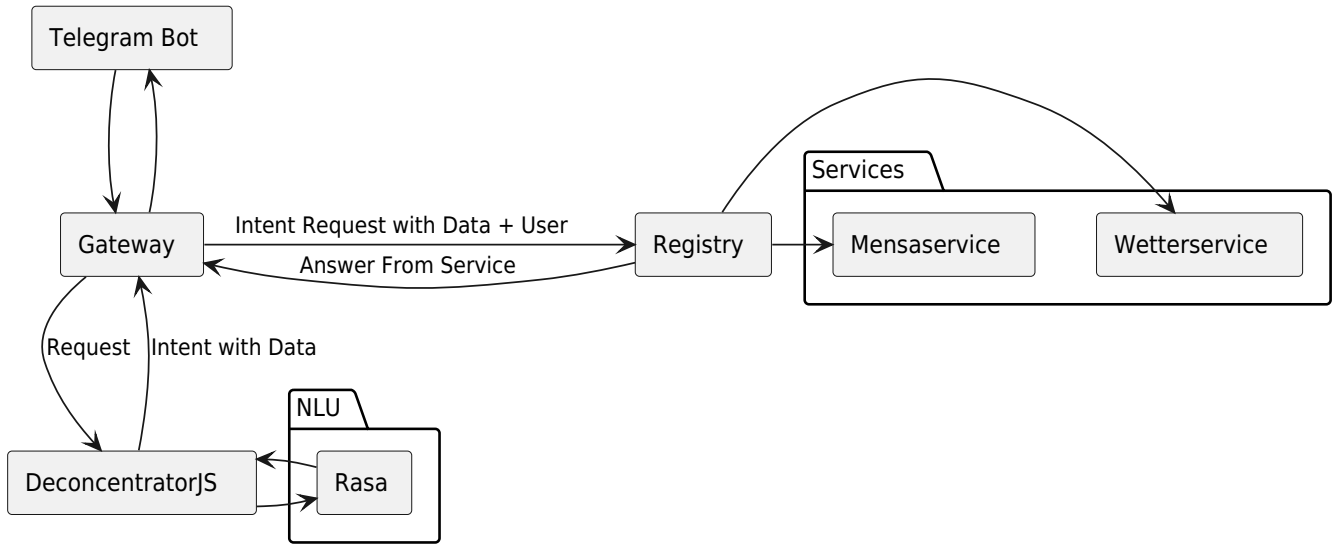 Telegram Bot
Services
Intent Request with Data + User
Gateway
Registry
Mensaservice
Wetterservice
Answer From Service
Request
Intent with Data
NLU
DeconcentratorJS
Rasa